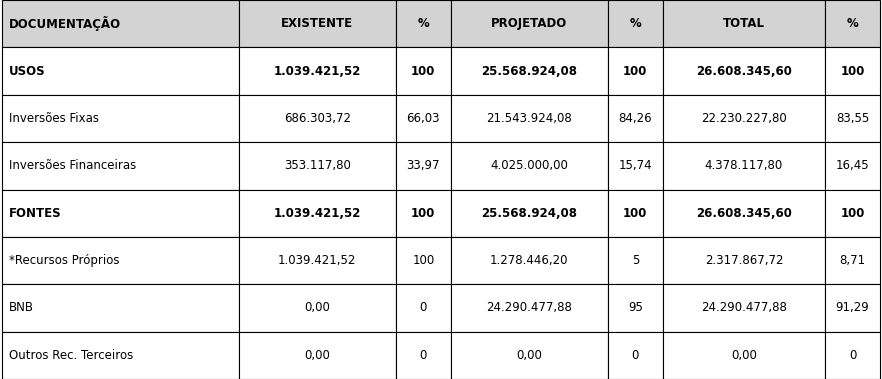 DOCUMENTAÇÃO EXISTENTE % PROJETADO % TOTAL %
USOS 1.039.421,52 100 25.568.924,08 100 26.608.345,60 100
Inversões Fixas 686.303,72 66,03 21.543.924,08 84,26 22.230.227,80 83,55
Inversões Financeiras 353.117,80 33,97 4.025.000,00 15,74 4.378.117,80 16,45
FONTES 1.039.421,52 100 25.568.924,08 100 26.608.345,60 100
*Recursos Próprios 1.039.421,52 100 1.278.446,20 5 2.317.867,72 8,71
BNB 0,00 0 24.290.477,88 95 24.290.477,88 91,29
Outros Rec. Terceiros 0,00 0 0,00 0 0,00 0